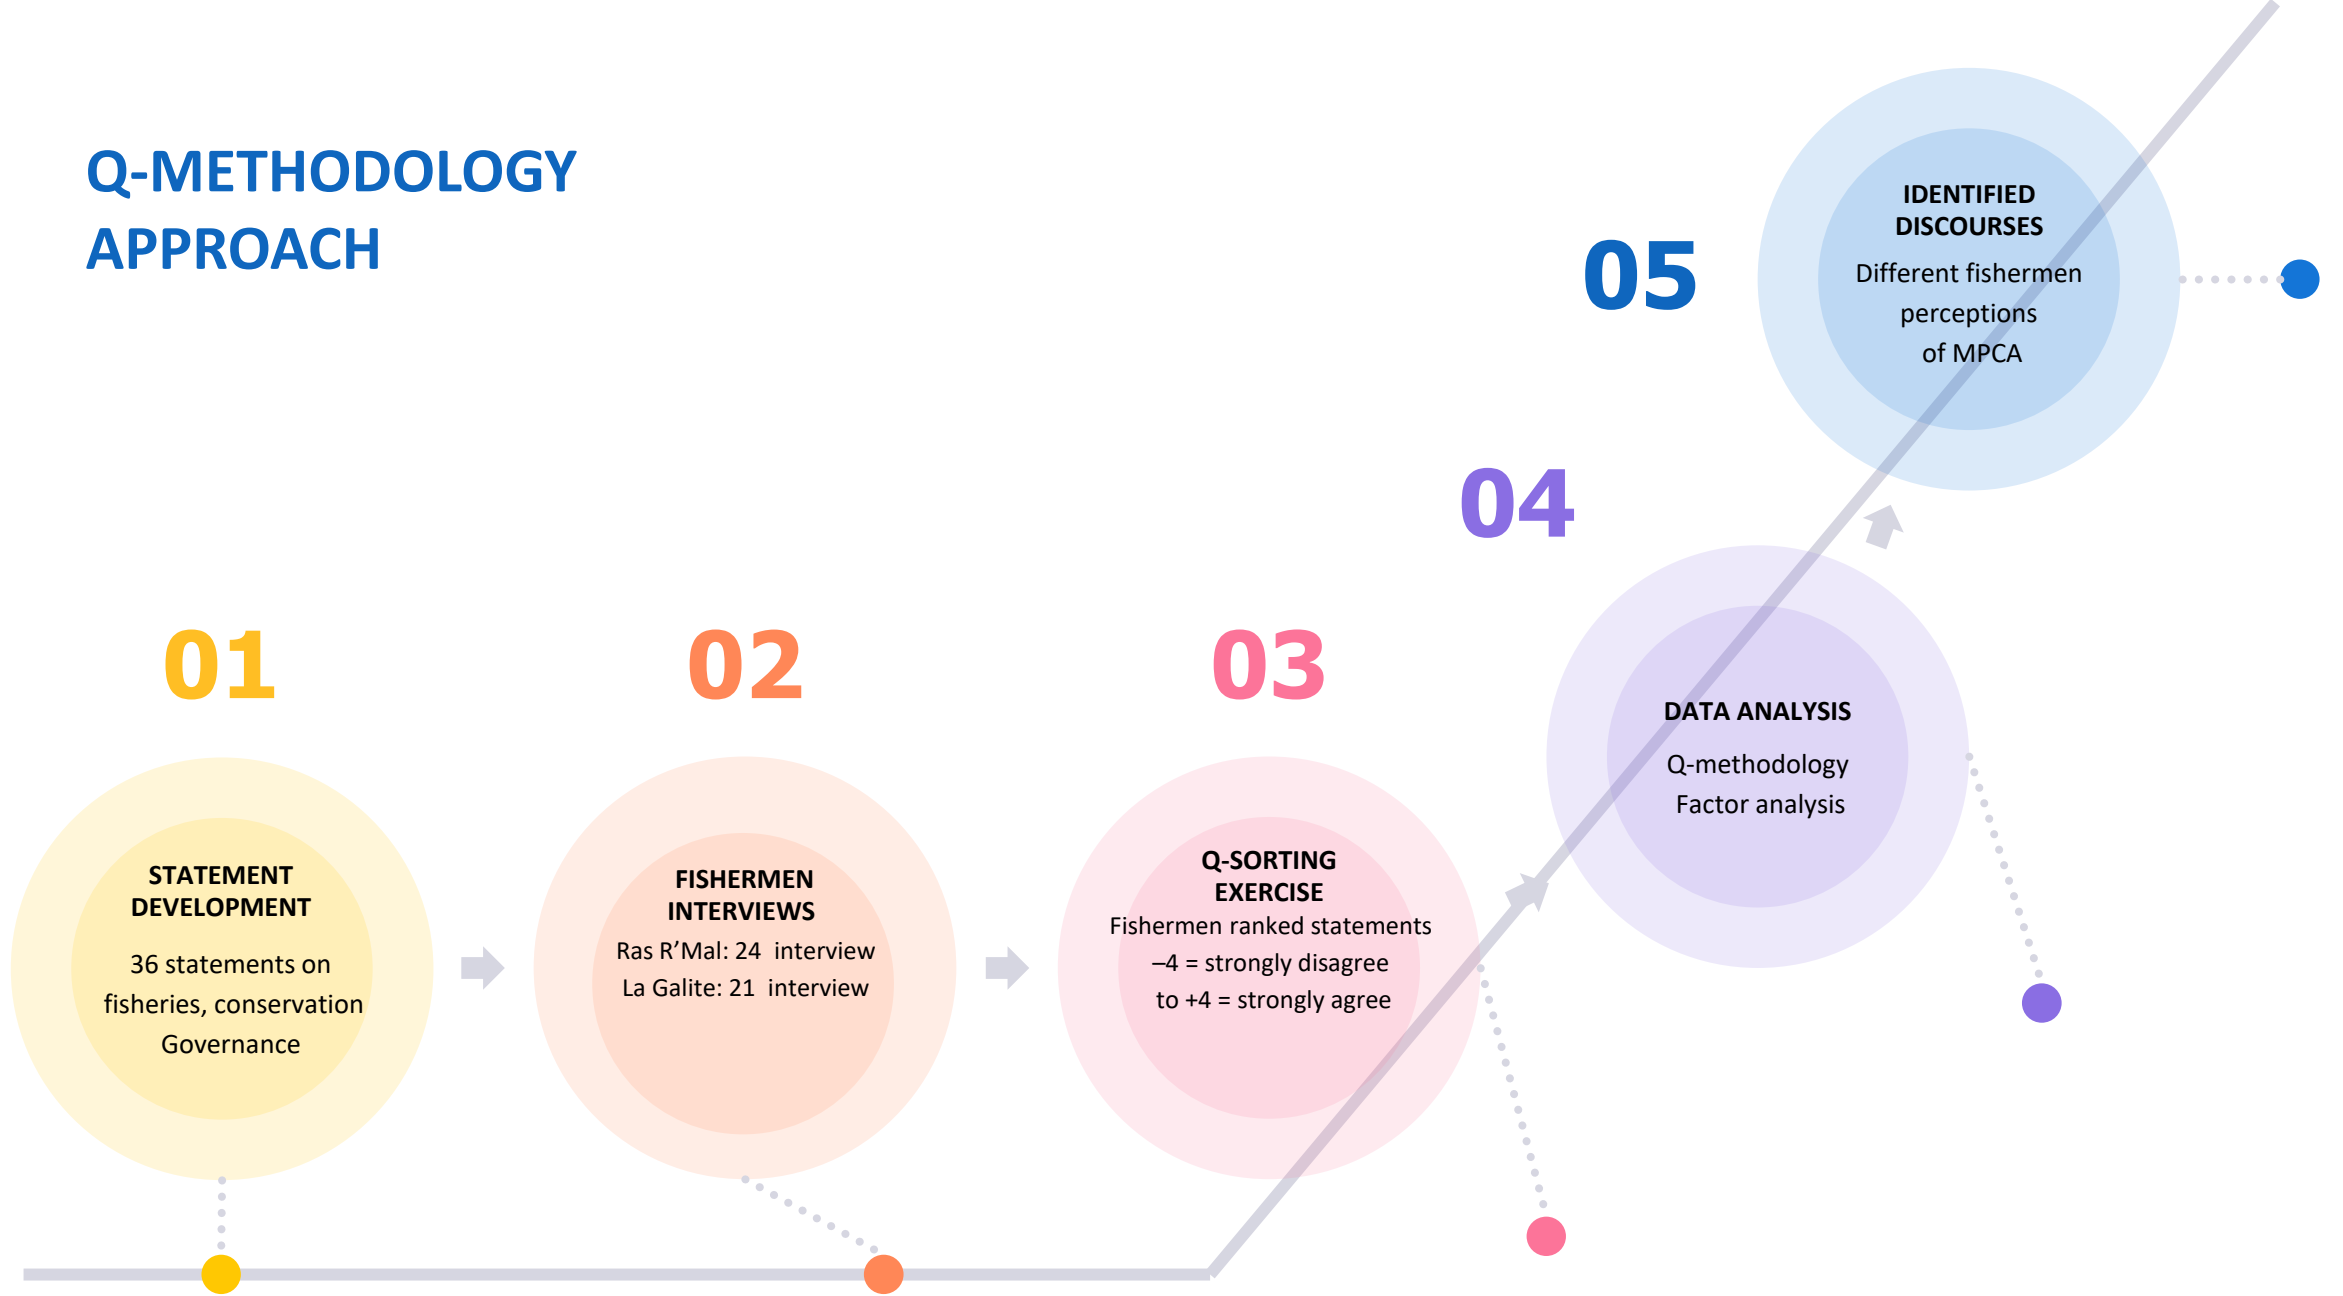 Q-METHODOLOGY
APPROACH
01
STATEMENT
DEVELOPMENT
36 statements on
fisheries, conservation
Governance
02
FISHERMEN
INTERVIEWS
Ras R’Mal: 24  interview
La Galite: 21  interview
03
Q-SORTING
EXERCISE
Fishermen ranked statements
–4 = strongly disagree
to +4 = strongly agree
04
DATA ANALYSIS
Q-methodology
Factor analysis
05
IDENTIFIED
DISCOURSES
Different fishermen
perceptions
of MPCA